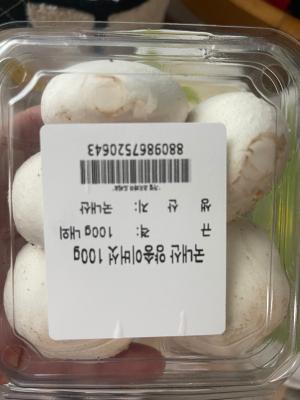 국내산 양송이버섯 100g
규 격: 100g 내외
생 산 지: 국내산
8809867520643